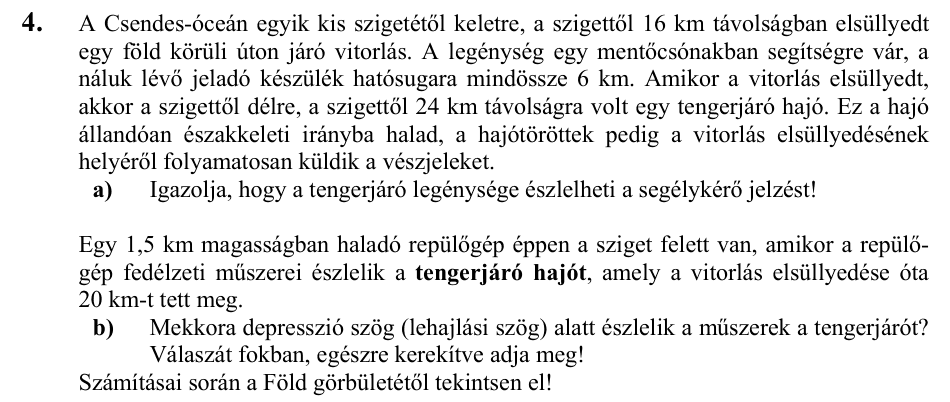 4. A Csendes-óceán egyik kis szigetétől keletre, a szigettől 16 km távolságban elsüllyedt
egy föld körüli úton járó vitorlás. A legénység egy mentőcsónakban segítségre vár, a
náluk lévő jeladó készülék hatósugara mindössze 6 km. Amikor a vitorlás elsüllyedt,
akkor a szigettől délre, a szigettől 24 km távolságra volt egy tengerjáró hajó. Ez a hajó
állandóan északkeleti irányba halad, a hajótöröttek pedig a vitorlás elsüllyedésének
helyéről folyamatosan küldik a vészjeleket.
a) Igazolja, hogy a tengerjáró legénysége észlelheti a segélykérő jelzést!
Egy 1,5 km magasságban haladó repülőgép éppen a sziget felett van, amikor a repülő-
gép fedélzeti műszerei észlelik a tengerjáró hajót, amely a vitorlás elsüllyedése óta
20 km-t tett meg.
b) Mekkora depresszió szög (lehajlási szög) alatt észlelik a műszerek a tengerjárót?
Válaszát fokban, egészre kerekítve adja meg!
Számításai során a Föld görbületétől tekintsen el!